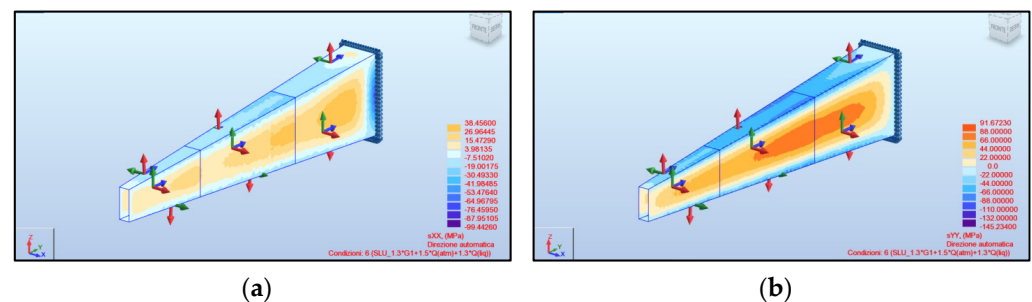 FRONTE
38.45600
26.96445
15.47290
3.98135
-7.51020
-19.00175
-30.49330
-41.98485
-53.47640
-64.96795
-76.45950
-87.95105
-99.44260
sXX, (MPa)
Direzione automatica
Condizioni: 6 (SLU_1.3*G1+1.5*Q(atm)+1.3*Q(liq)
Z
Y
X
(a)
FRONTE
91.67230
88.00000
66.00000
44.00000
22.00000
0.0
-22.00000
-44.00000
-66.00000
-88.00000
-110.00000
-132.00000
-145.23400
sYY, (MPa)
Direzione automatica
Condizioni: 6 (SLU_1.3*G1+1.5*Q(atm)+1.3*Q(liq)
Z
Y
X
(b)